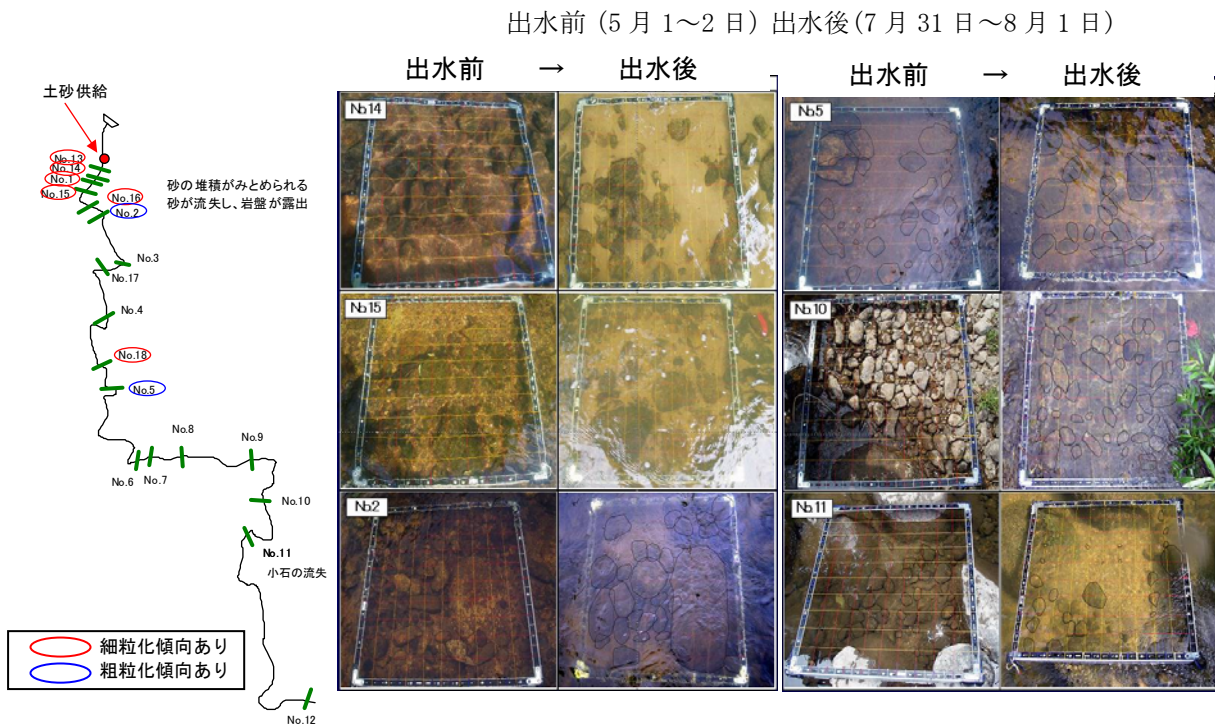 出水前 (5 月 1～2 日) 出水後(7 月 31 日～8 月 1 日)
出水前 → 出水後
出水前 → 出水後
土砂供給
No.13
No.14
No.1
No.15
No.16
No.2
砂の堆積がみとめられる
砂が流失し、岩盤が露出
No.3
No.17
No.4
No.18
No.5
No.8
No.9
No.6
No.7
No.10
No.11
小石の流失
No.12
細粒化傾向あり
粗粒化傾向あり
No.14
No.5
No.15
No.10
No.2
No.11